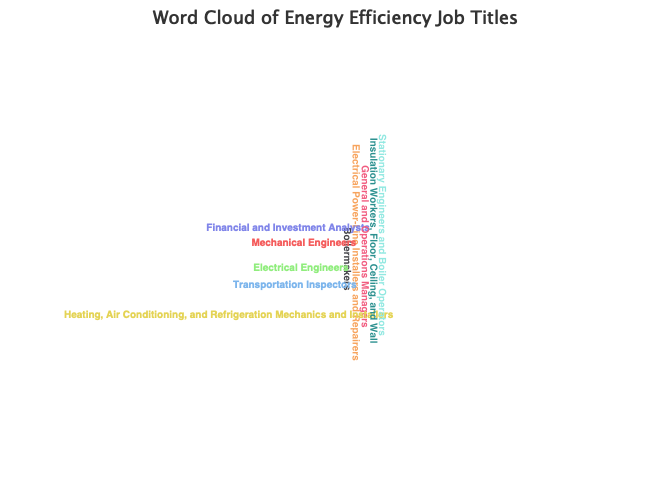 Word Cloud of Energy Efficiency Job Titles
Financial and Investment Analysts
Mechanical Engineers
Electrical Engineers
Transportation Inspectors
Heating, Air Conditioning, and Refrigeration Mechanics and Installers
Boilermakers
Electrical Power-Line Installers and Repairers
General and Operations Managers
Insulation Workers, Floor, Ceiling, and Wall
Stationary Engineers and Boiler Operators